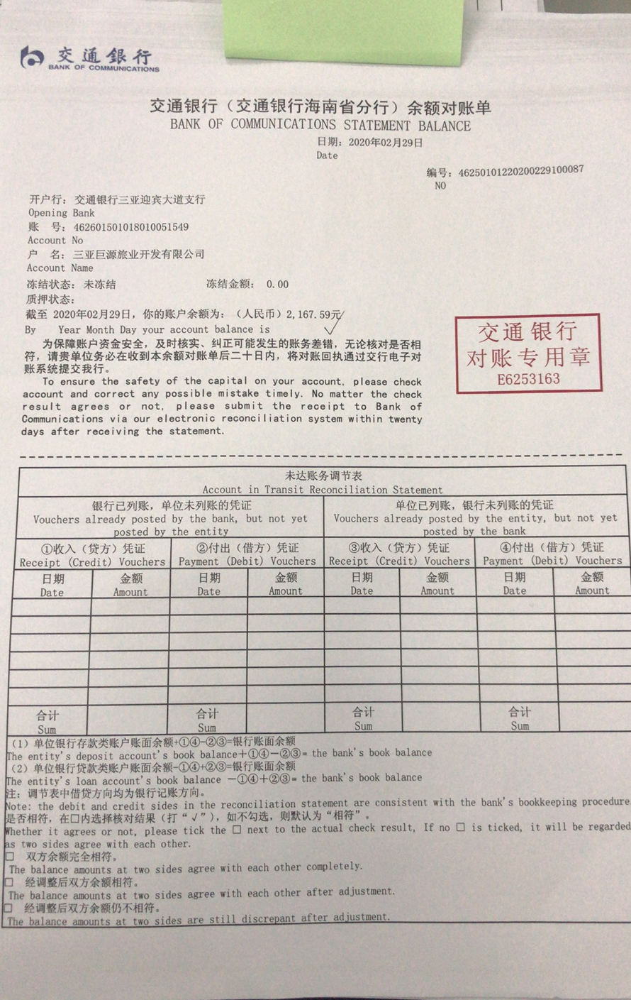 交通銀行
BANK OF COMMUNICATIONS
交通银行（交通银行海南省分行）余额对账单
BANK OF COMMUNICATIONS STATEMENT BALANCE
日期：2020年02月29日
Date
编号：46250101220200229100087
NO
开户行：交通银行三亚迎宾大道支行
Opening Bank
账 号：462601501018010051549
Account No
户 名：三亚巨源旅业开发有限公司
Account Name
冻结状态：未冻结 冻结金额： 0.00
质押状态：
截至 2020年02月29日，你的账户余额为：（人民币）2,167.59元
By Year Month Day your account balance is
为保障账户资金安全，及时核实、纠正可能发生的账务差错，无论核对是否相
符，请贵单位务必在收到本余额对账单后二十日内，将对账回执通过交行电子对
账系统提交我行。
To ensure the safety of the capital on your account, please check
account and correct any possible mistake timely. No matter the check
result agrees or not, please submit the receipt to Bank of
Communications via our electronic reconciliation system within twenty
days after receiving the statement.
交通银行
对账专用章
E6253163
未达账务调节表
Account in Transit Reconciliation Statement
银行已列账，单位未列账的凭证 单位已列账，银行未列账的凭证
Vouchers already posted by the bank, but not yet Vouchers already posted by the entity, but not yet
posted by the entity posted by the bank
①收入（贷方）凭证 ②付出（借方）凭证 ③收入（贷方）凭证 ④付出（借方）凭证
Receipt (Credit) Vouchers Payment (Debit) Vouchers Receipt (Credit) Vouchers Payment (Debit) Vouchers
日期 金额 日期 金额 日期 金额 日期 金额
Date Amount Date Amount Date Amount Date Amount
合计 合计 合计 合计
Sum Sum Sum Sum
（1）单位银行存款类账户账面余额+①④-②③=银行账面余额
The entity's deposit account's book balance＋①④－②③= the bank's book balance
（2）单位银行贷款类账户账面余额-①④+②③=银行账面余额
The entity's loan account's book balance －①④＋②③= the bank's book balance
注：调节表中借贷方向均为银行记账方向。
Note: the debit and credit sides in the reconciliation statement are consistent with the bank's bookkeeping procedure.
是否相符，在□内选择核对结果（打“√”），如不勾选，则默认为“相符”。
Whether it agrees or not, please tick the □ next to the actual check result, If no □ is ticked, it will be regarded
as two sides agree with each other.
□ 双方余额完全相符。
The balance amounts at two sides agree with each other completely.
□ 经调整后双方余额相符。
The balance amounts at two sides agree with each other after adjustment.
□ 经调整后双方余额仍不相符。
The balance amounts at two sides are still discrepant after adjustment.